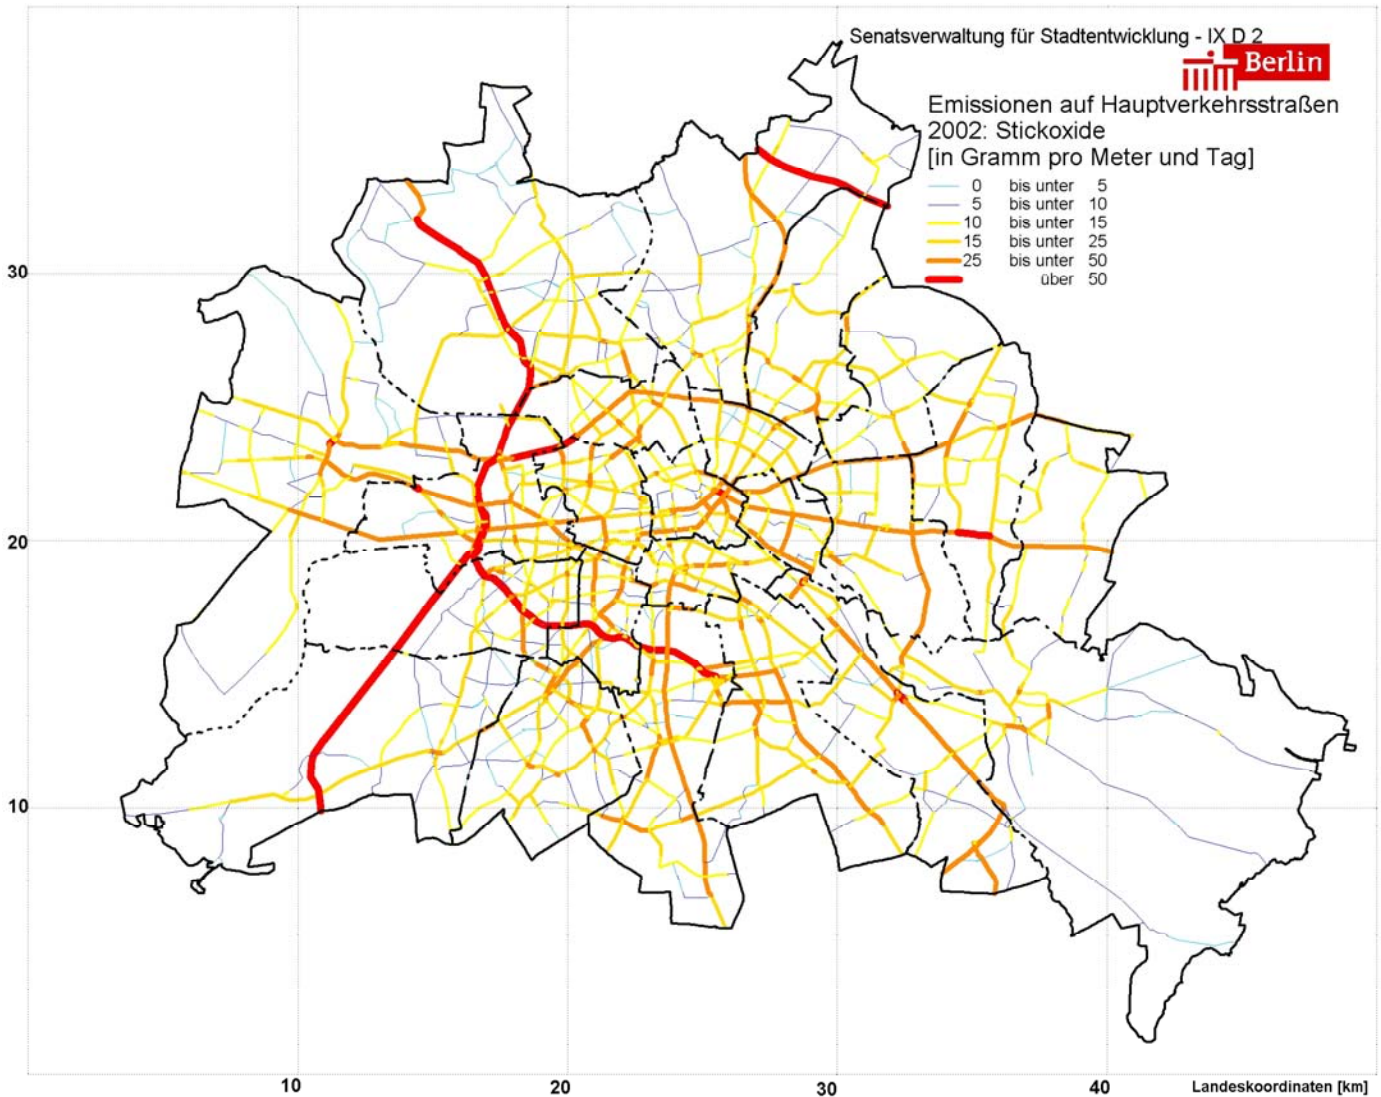 Senatsverwaltung für Stadtentwicklung - IX D 2
Berlin
Emissionen auf Hauptverkehrsstraßen
2002: Stickoxide
[in Gramm pro Meter und Tag]
0 bis unter 5
5 bis unter 10
10 bis unter 15
15 bis unter 25
25 bis unter 50
über 50
30
20
10
10 20 30 40 Landeskoordinaten [km]